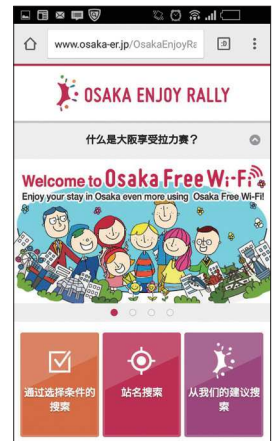 www.osaka-er.jp/OsakaEnjoyRa
:D
OSAKA ENJOY RALLY
什么是大阪享受拉力赛？
Welcome to Osaka Free Wi-Fi
Enjoy your stay in Osaka even more using Osaka Free Wi-Fi!
通过选择条件的
搜索
站名搜索
从我们的建议搜
索